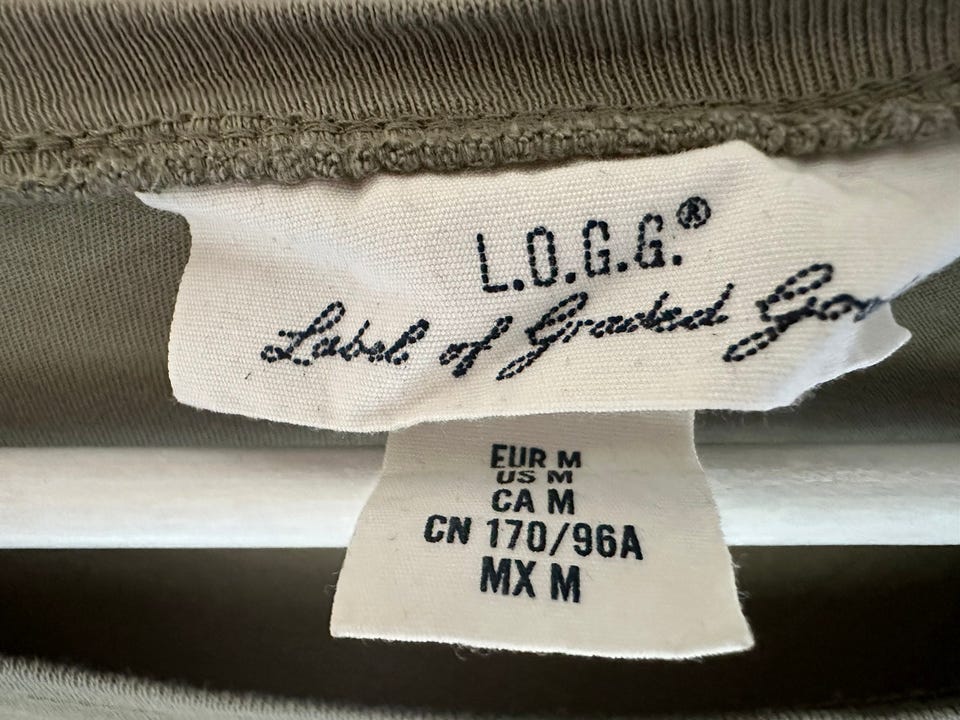 L.O.G.G.®
Label of Graded
EUR M
US M
CA M
CN 170/96A
MX M